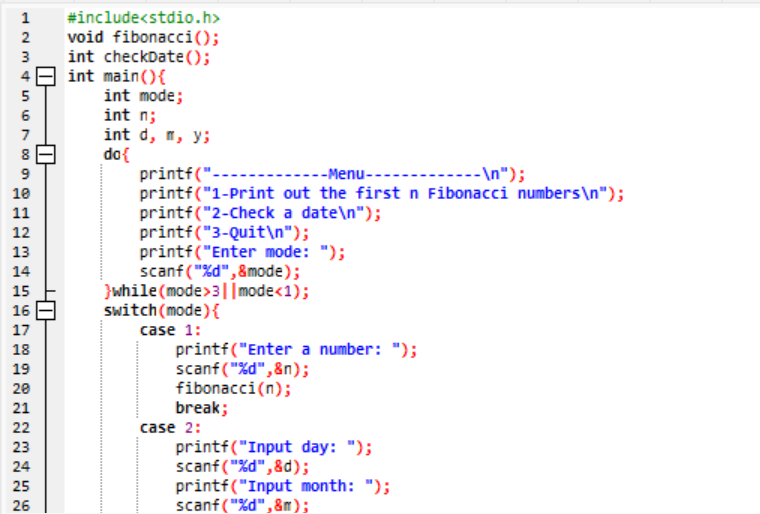 1 #include<stdio.h>
2 void fibonacci();
3 int checkDate();
4 int main(){
5 int mode;
6 int n;
7 int d, m, y;
8 do{
9 printf("-------------Menu-------------\n");
10 printf("1-Print out the first n Fibonacci numbers\n");
11 printf("2-Check a date\n");
12 printf("3-Quit\n");
13 printf("Enter mode: ");
14 scanf("%d",&mode);
15 }while(mode>3||mode<1);
16 switch(mode){
17 case 1:
18 printf("Enter a number: ");
19 scanf("%d",&n);
20 fibonacci(n);
21 break;
22 case 2:
23 printf("Input day: ");
24 scanf("%d",&d);
25 printf("Input month: ");
26 scanf("%d",&m);